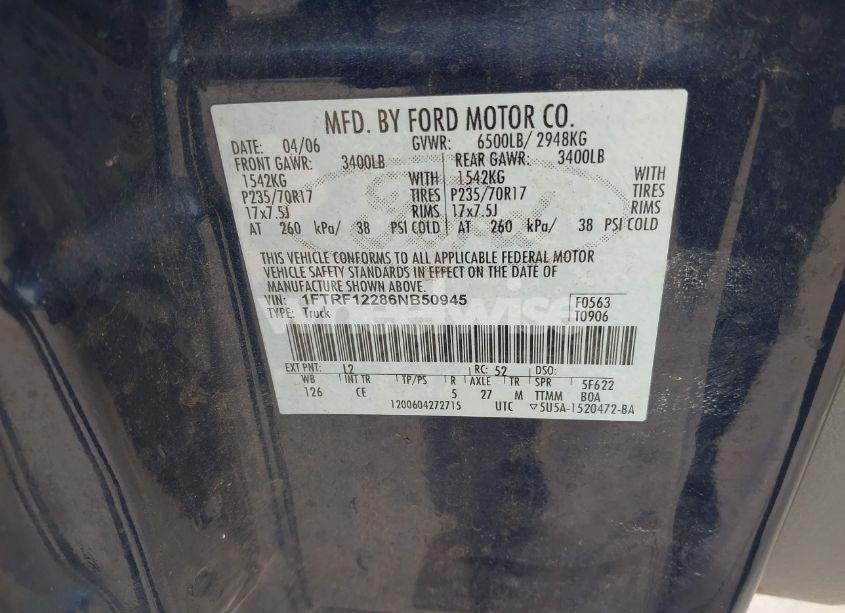 MFD. BY FORD MOTOR CO.
DATE: 04/06 GVWR: 6500LB/ 2948KG
FRONT GAWR: 3400LB REAR GAWR: 3400LB
1542KG WITH 1542KG WITH
P235/70R17 TIRES P235/70R17 TIRES
17x7.5J RIMS 17x7.5J RIMS
AT 260 kPa/ 38 PSI COLD AT 260 kPa/ 38 PSI COLD
THIS VEHICLE CONFORMS TO ALL APPLICABLE FEDERAL MOTOR
VEHICLE SAFETY STANDARDS IN EFFECT ON THE DATE OF
MANUFACTURE SHOWN ABOVE.
VIN: 1FTRF12286NB50945 F0563
TYPE: Truck T0906
EXT PNT: L2 RC: 52 DSO:
WB INT TR TP/PS R AXLE TR SPR 5F622
126 CE 5 27 M TTMM BOA
1200604272715 UTC ▽5U5A-1520472-BA
wheelwise